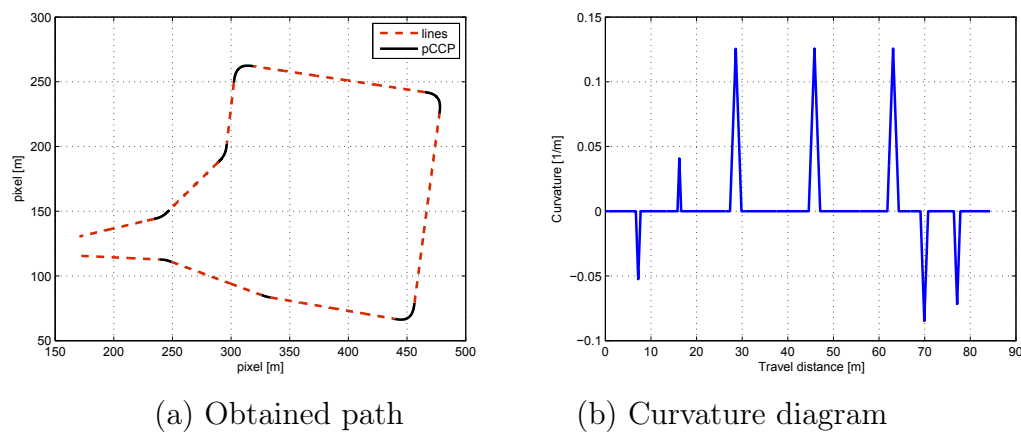 300
250
200
150
100
50
150 200 250 300 350 400 450 500
pixel [m]
pixel [m]
lines
pCCP
0.15
0.1
0.05
0
−0.05
−0.1
0 10 20 30 40 50 60 70 80 90
Travel distance [m]
Curvature [1/m]
(a) Obtained path
(b) Curvature diagram